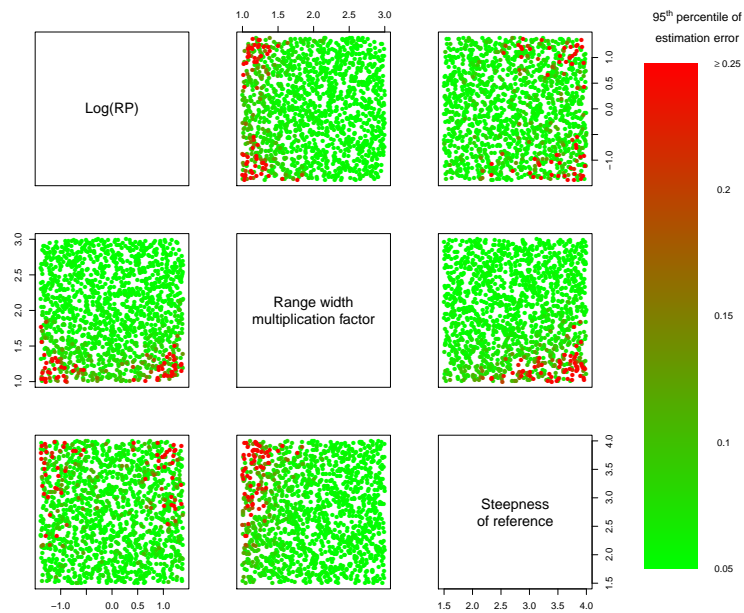 95th percentile of
estimation error
1.0 2.0 3.0
≥ 0.25
Log(RP)
−1.0 0.0 0.5 1.0
0.2
1.0 1.5 2.0 2.5 3.0
Range width
multiplication factor
0.15
0.1
Steepness
of reference
1.5 2.0 2.5 3.0 3.5 4.0
0.05
−1.0 0.0 0.5 1.0
1.0 2.0 3.0
1.5 2.0 2.5 3.0 3.5 4.0